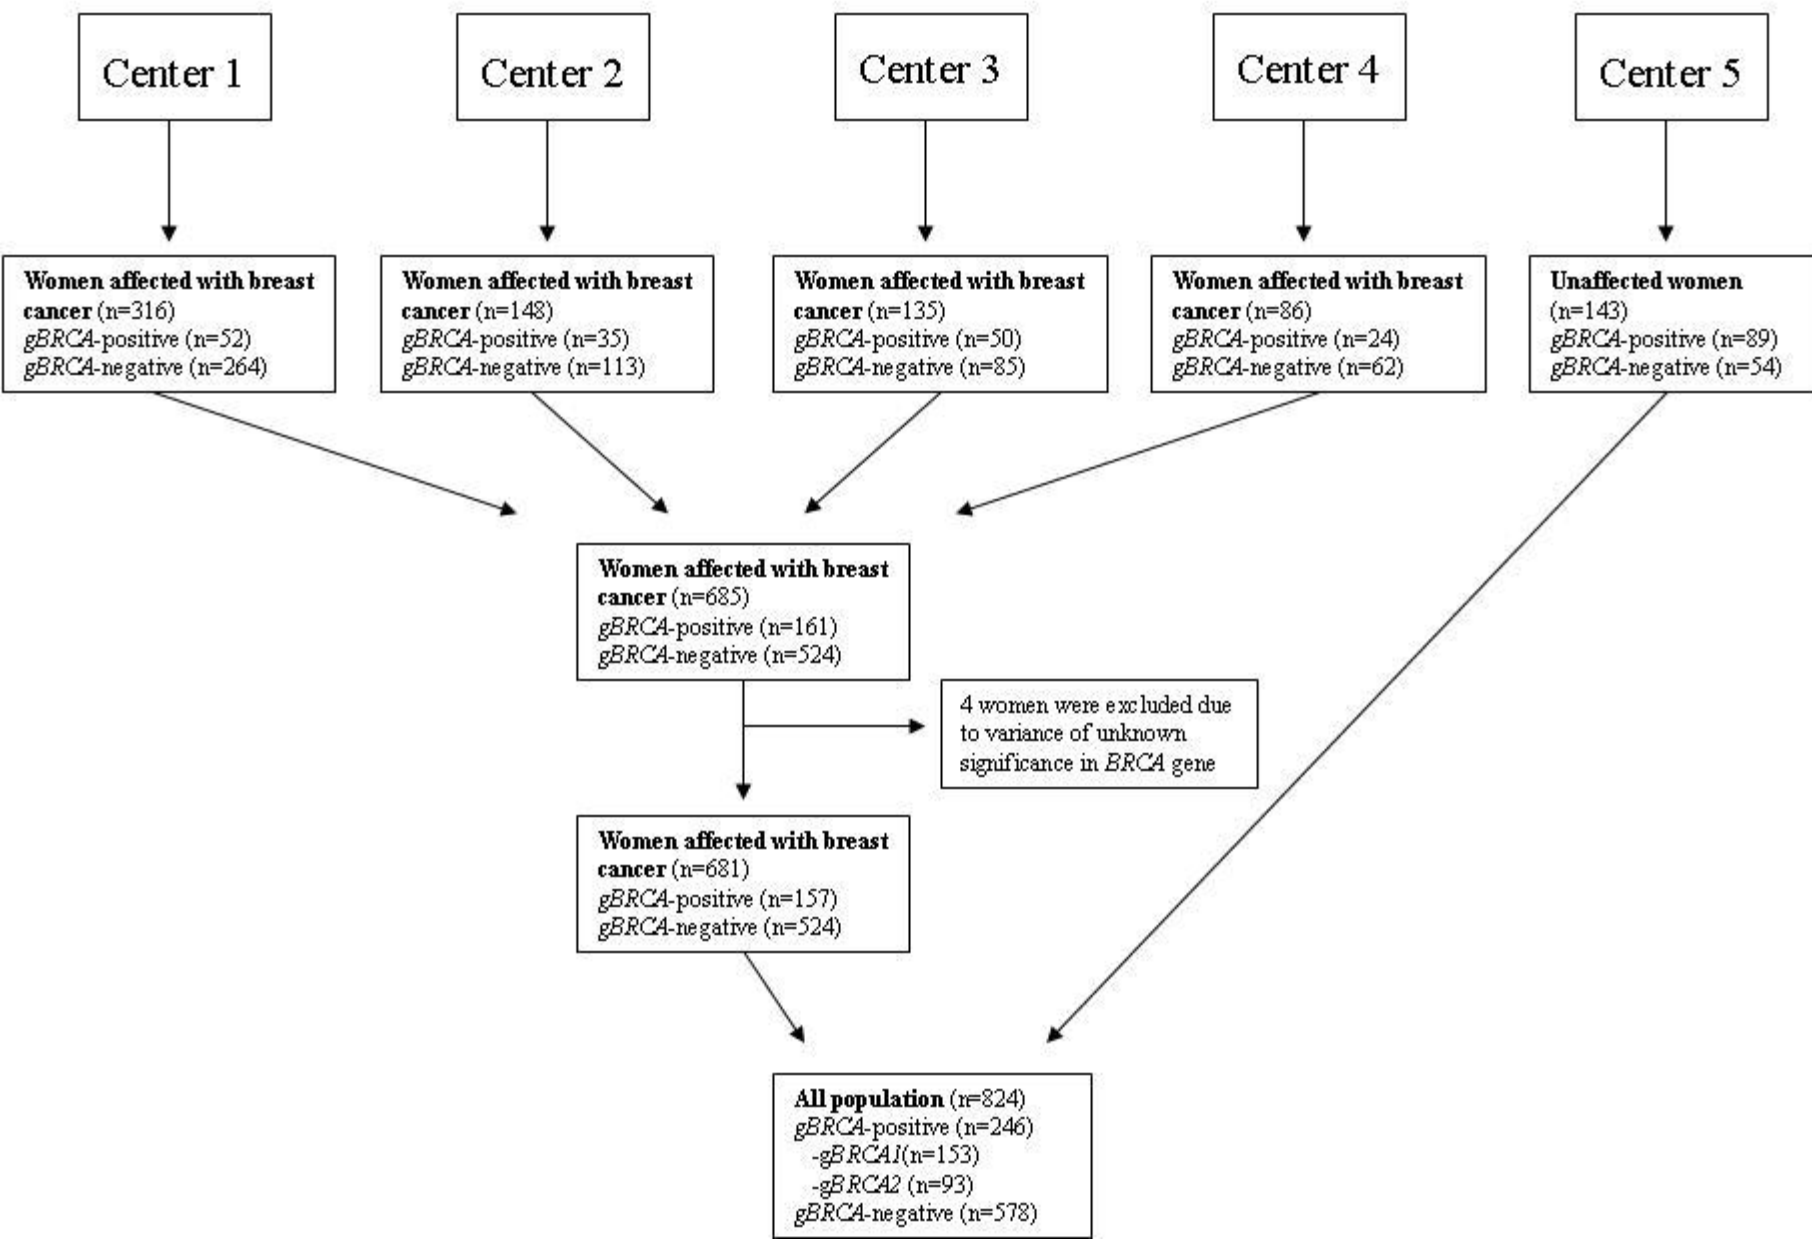 Center 1
Center 2
Center 3
Center 4
Center 5
Women affected with breast
cancer (n=316)
gBRCA-positive (n=52)
gBRCA-negative (n=264)
Women affected with breast
cancer (n=148)
gBRCA-positive (n=35)
gBRCA-negative (n=113)
Women affected with breast
cancer (n=135)
gBRCA-positive (n=50)
gBRCA-negative (n=85)
Women affected with breast
cancer (n=86)
gBRCA-positive (n=24)
gBRCA-negative (n=62)
Unaffected women
(n=143)
gBRCA-positive (n=89)
gBRCA-negative (n=54)
Women affected with breast
cancer (n=685)
gBRCA-positive (n=161)
gBRCA-negative (n=524)
4 women were excluded due
to variance of unknown
significance in BRCA gene
Women affected with breast
cancer (n=681)
gBRCA-positive (n=157)
gBRCA-negative (n=524)
All population (n=824)
gBRCA-positive (n=246)
-gBRCA1(n=153)
-gBRCA2 (n=93)
gBRCA-negative (n=578)